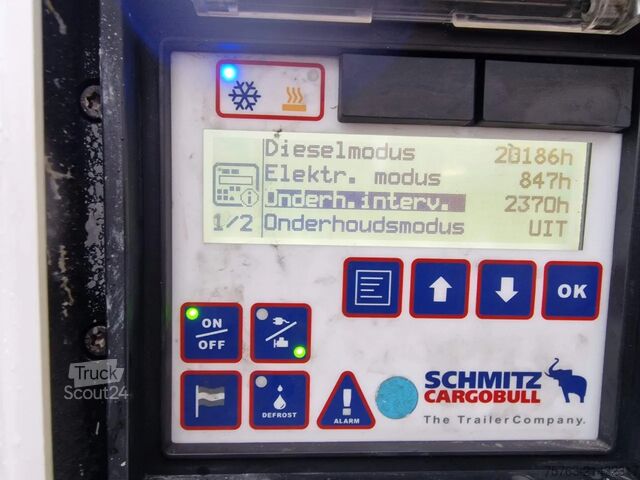 Dieselmodus 20186h
Elektr. modus 847h
Onderh.interv. 2370h
1/2 Onderhoudsmodus UIT
OK
ON
OFF
DEFROST
ALARM
SCHMITZ
CARGOBULL
The TrailerCompany.
Truck
Scout24